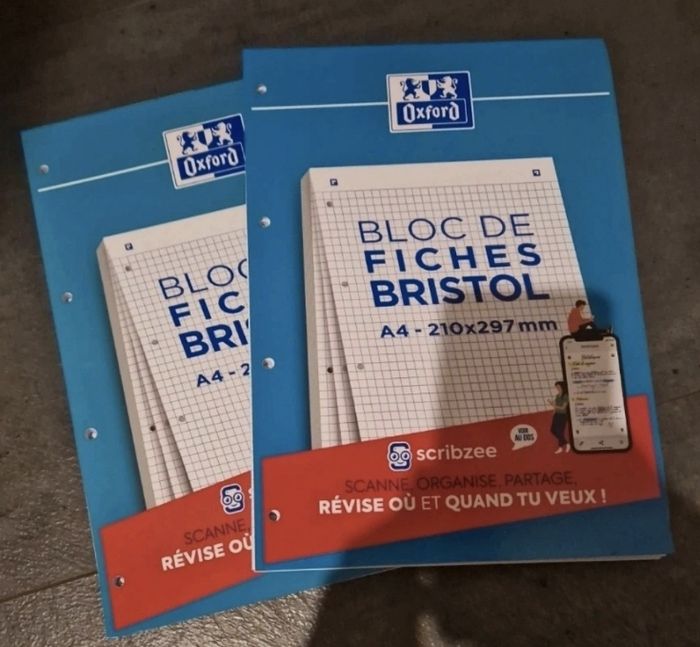 Oxford
BLOC DE
FICHES
BRISTOL
A4 - 210x297 mm
VOIR
AU DOS
scribzee
SCANNE, ORGANISE, PARTAGE,
RÉVISE OÙ ET QUAND TU VEUX !
Oxford
BLOC
FIC
BRI
A4 - 2
SCANNE,
RÉVISE OÙ